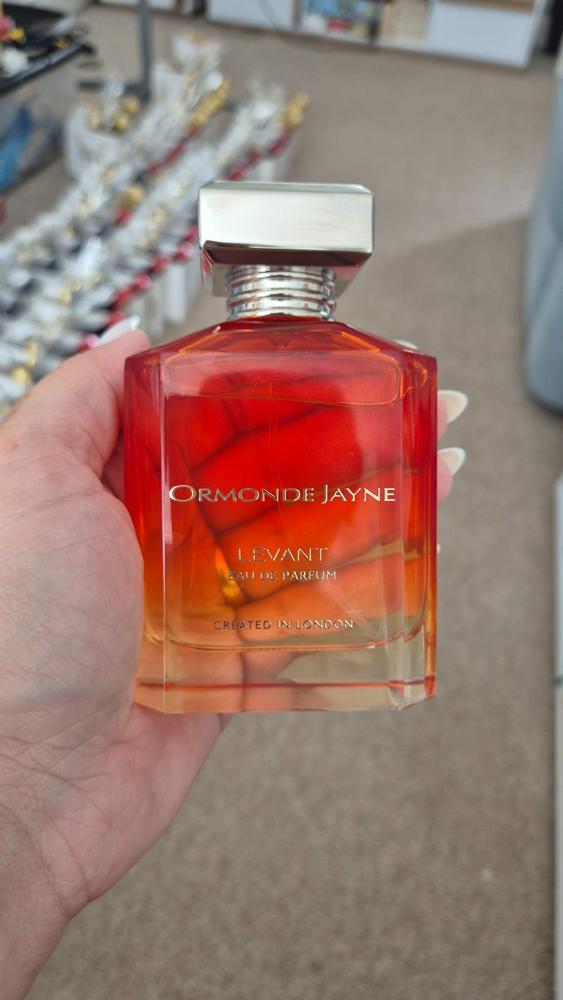 ORMONDE JAYNE
LEVANT
EAU DE PARFUM
CREATED IN LONDON